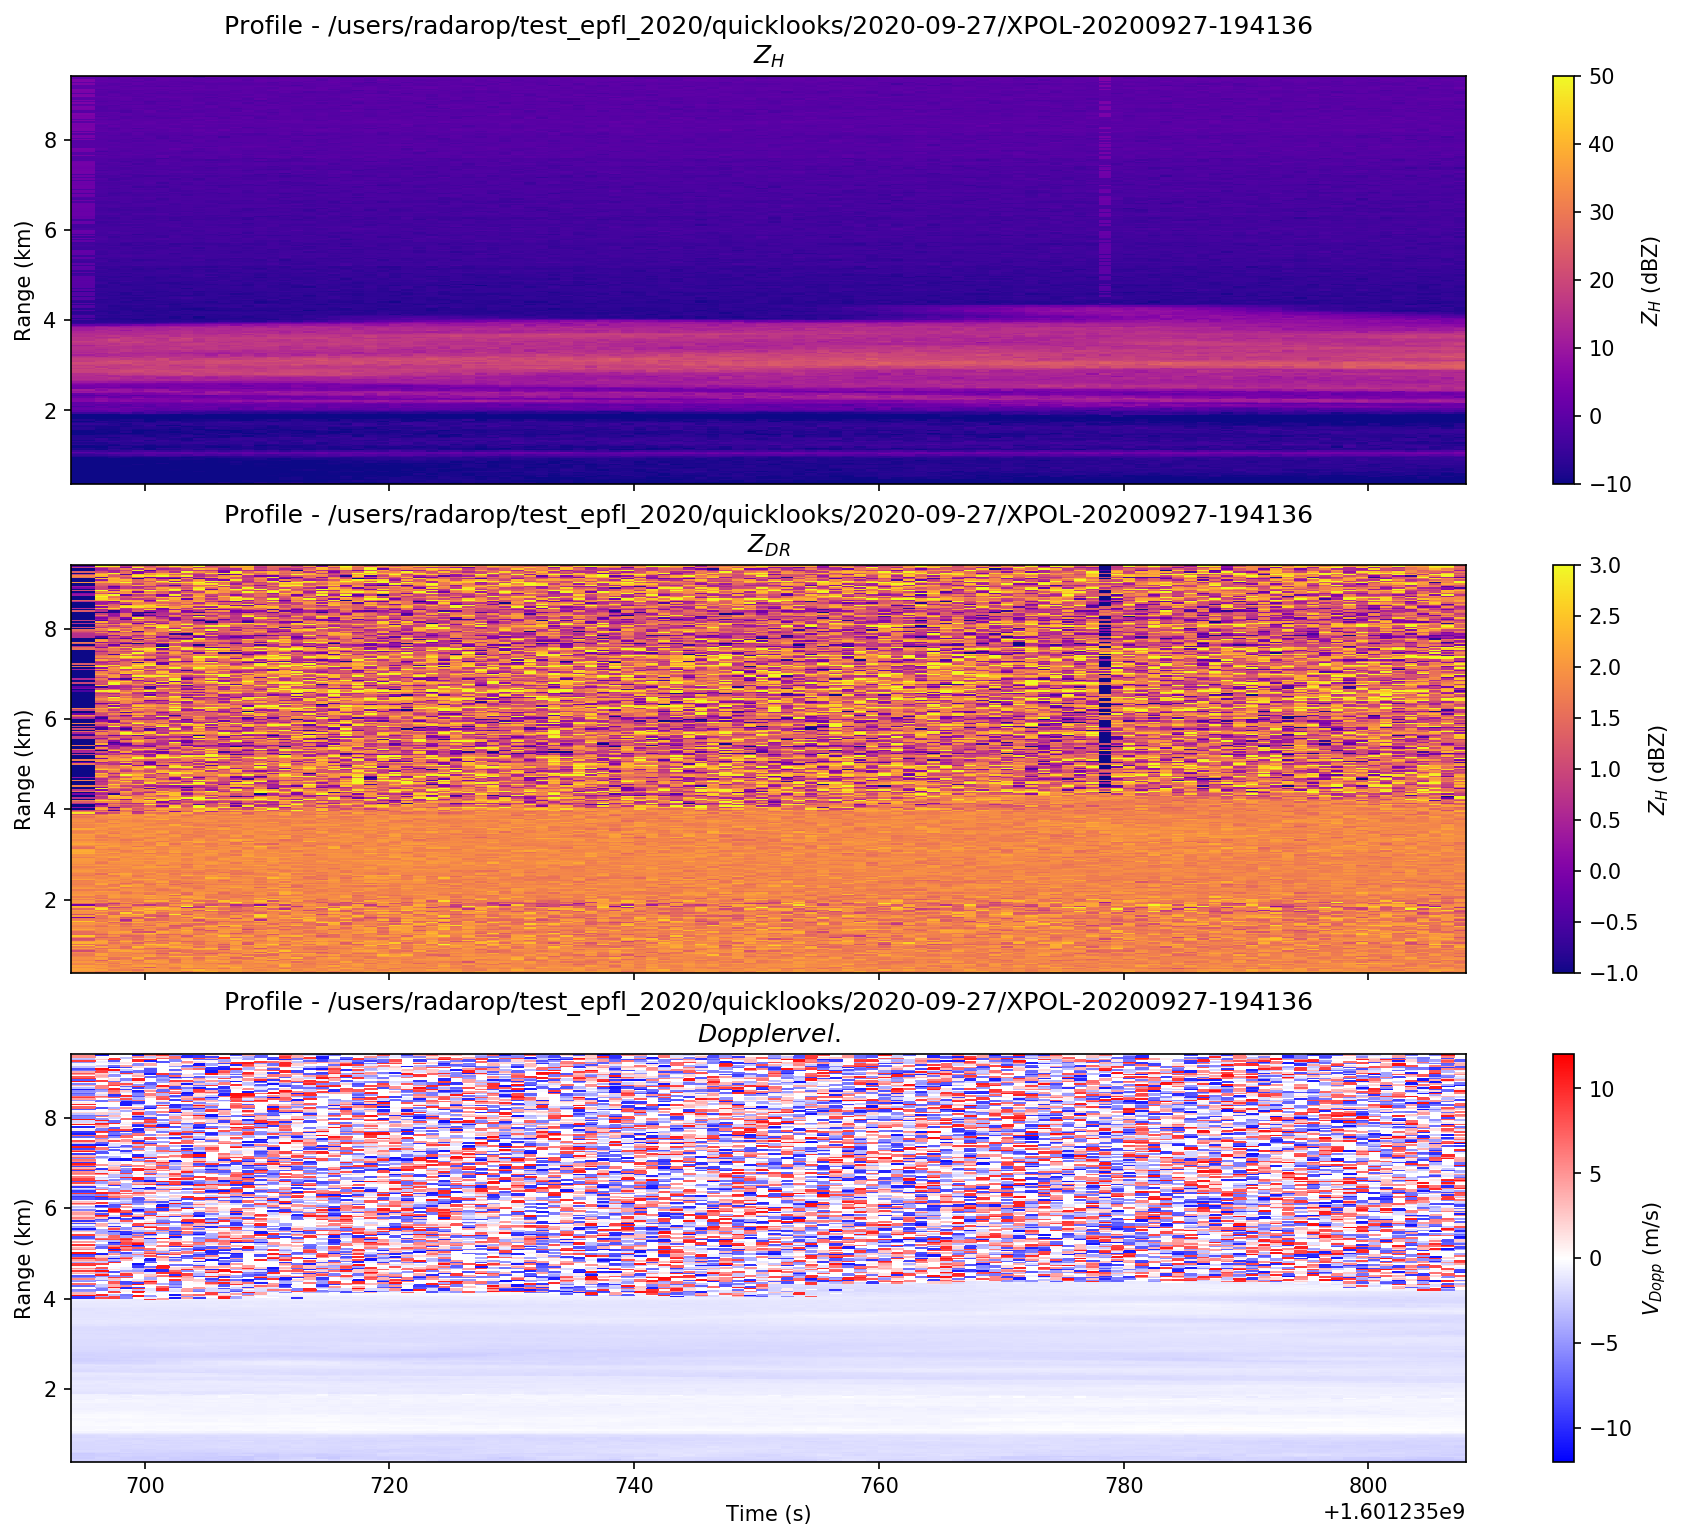 Profile - /users/radarop/test_epfl_2020/quicklooks/2020-09-27/XPOL-20200927-194136
Z_H
8
6
4
2
Range (km)
50
40
30
20
10
0
−10
Z_H (dBZ)
Profile - /users/radarop/test_epfl_2020/quicklooks/2020-09-27/XPOL-20200927-194136
Z_DR
8
6
4
2
Range (km)
3.0
2.5
2.0
1.5
1.0
0.5
0.0
−0.5
−1.0
Z_H (dBZ)
Profile - /users/radarop/test_epfl_2020/quicklooks/2020-09-27/XPOL-20200927-194136
Dopplervel.
8
6
4
2
Range (km)
10
5
0
−5
−10
V_Dopp (m/s)
700 720 740 760 780 800
Time (s)
+1.601235e9